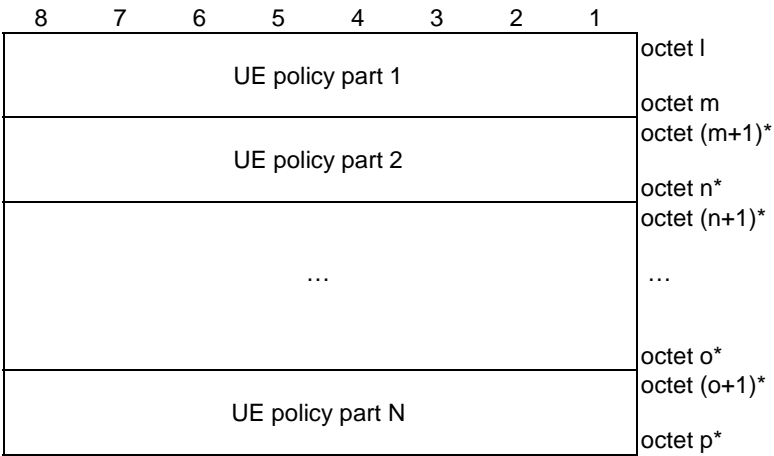 8 7 6 5 4 3 2 1
octet l
UE policy part 1
octet m
octet (m+1)*
UE policy part 2
octet n*
octet (n+1)*
… …
octet o*
octet (o+1)*
UE policy part N
octet p*